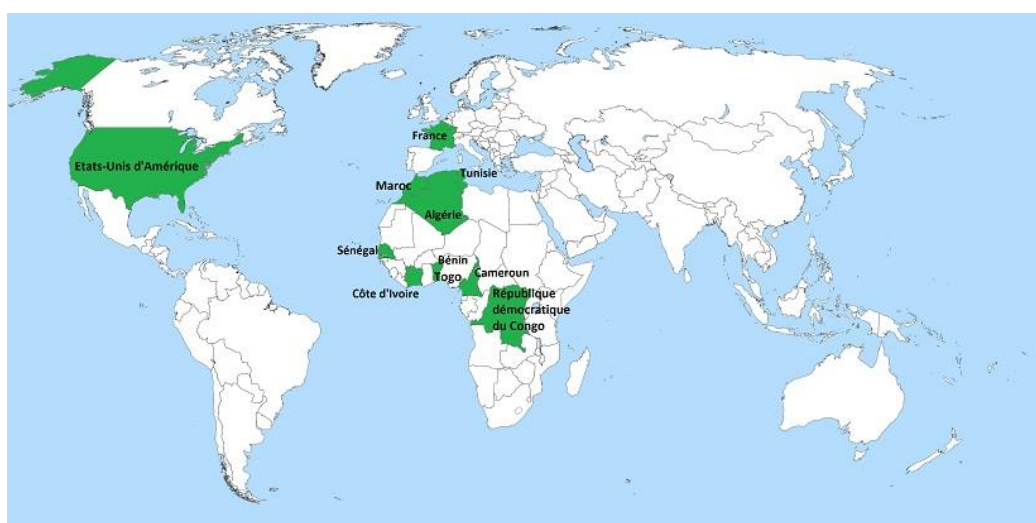 France
Etats-Unis d'Amérique
Tunisie
Maroc
Algérie
Sénégal
Bénin
Togo
Cameroun
Côte d'Ivoire
République
démocratique
du Congo